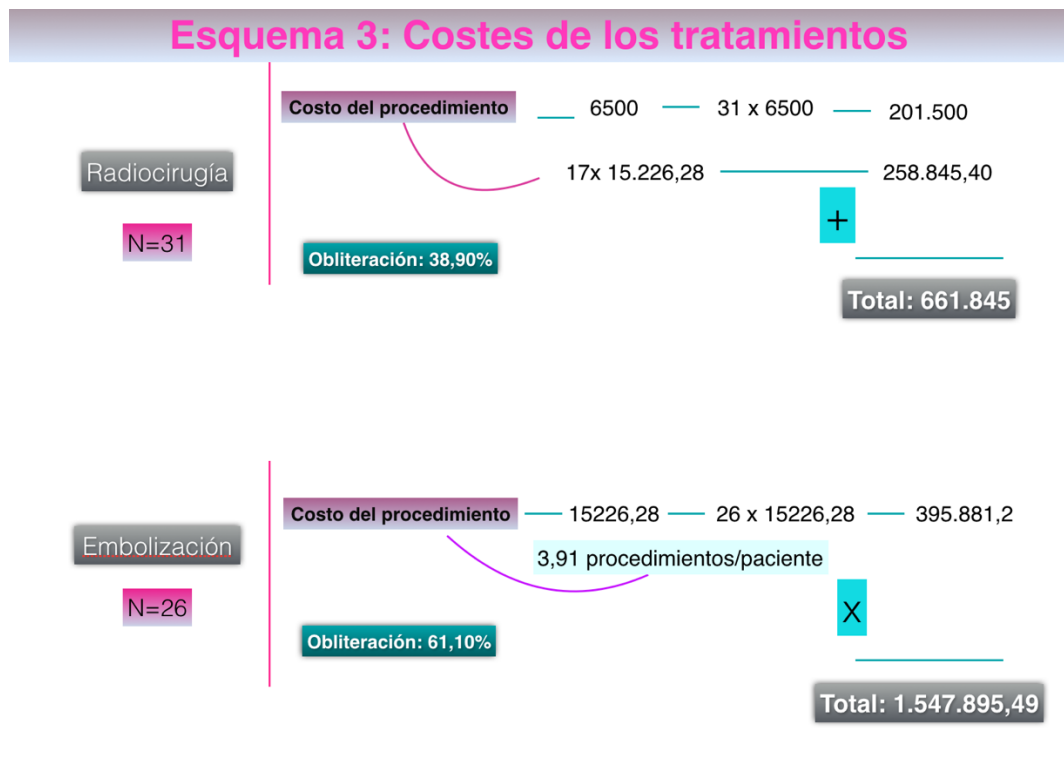 Esquema 3: Costes de los tratamientos
Costo del procedimiento 6500 31 x 6500 201.500
Radiocirugía
17x 15.226,28 258.845,40
+
N=31
Obliteración: 38,90%
Total: 661.845
Costo del procedimiento 15226,28 26 x 15226,28 395.881,2
Embolización
3,91 procedimientos/paciente
N=26
X
Obliteración: 61,10%
Total: 1.547.895,49